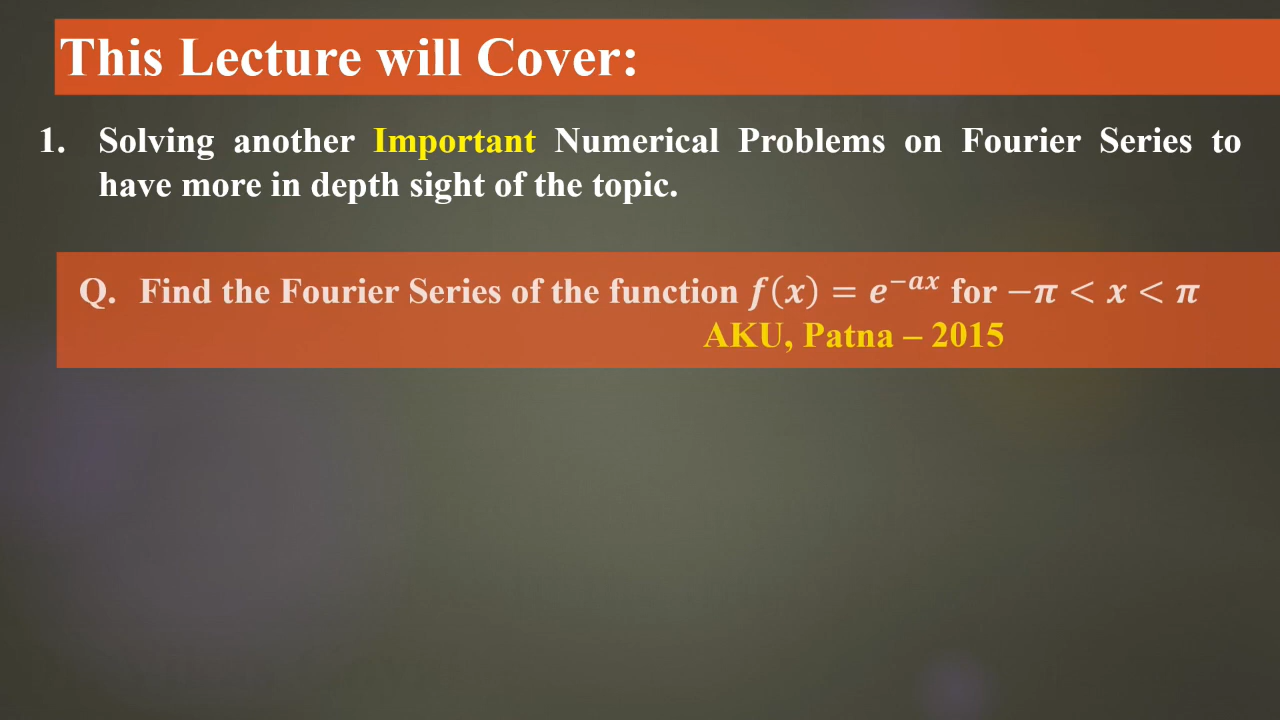 This Lecture will Cover:
1. Solving another Important Numerical Problems on Fourier Series to
have more in depth sight of the topic.
Q. Find the Fourier Series of the function f(x) = e^{-ax} for −π < x < π
AKU, Patna – 2015